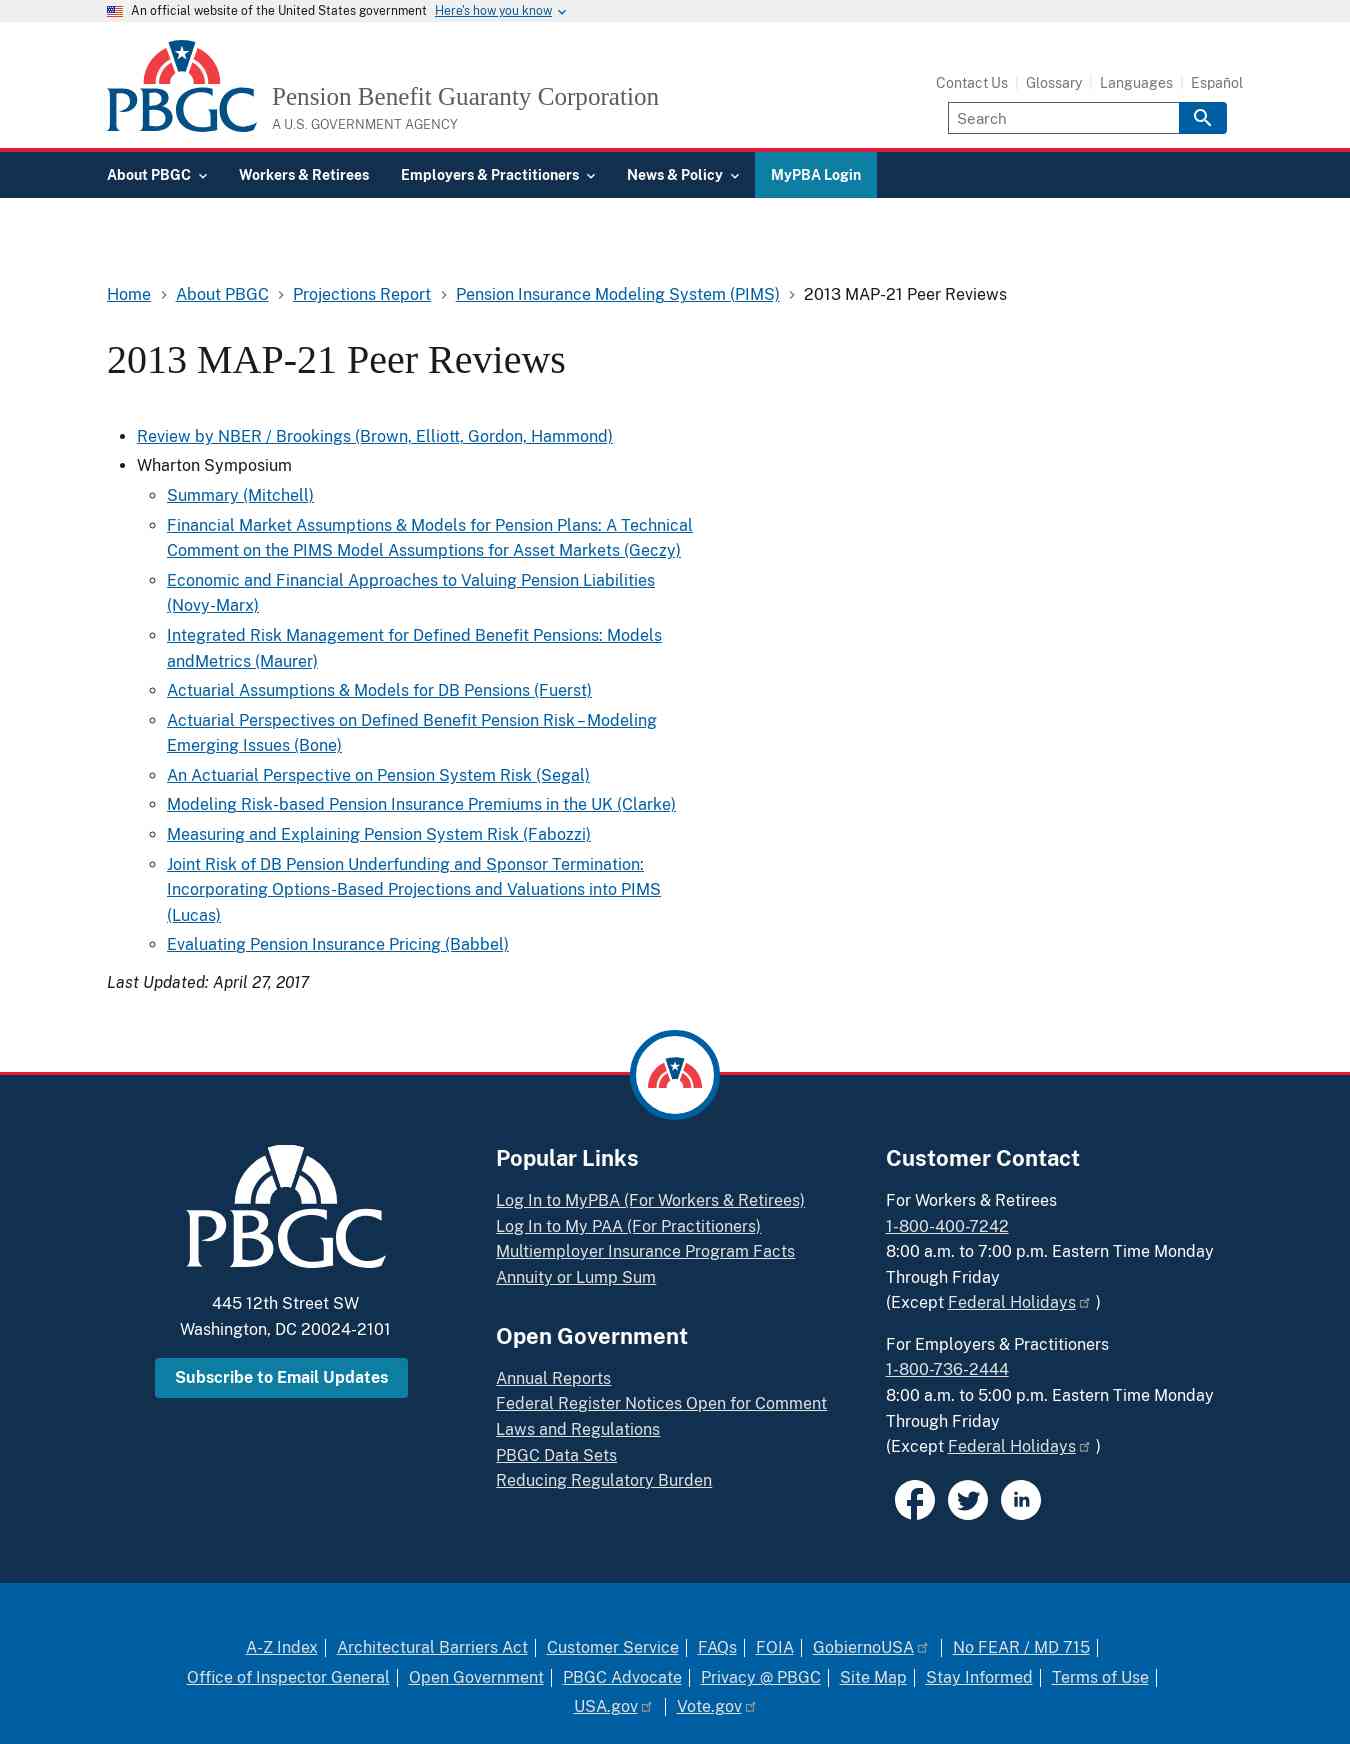 An official website of the United States government Here's how you know
PBGC
Pension Benefit Guaranty Corporation
A U.S. GOVERNMENT AGENCY
Contact Us Glossary Languages Español
Search
About PBGC Workers & Retirees Employers & Practitioners News & Policy MyPBA Login
Home About PBGC Projections Report Pension Insurance Modeling System (PIMS) 2013 MAP-21 Peer Reviews
2013 MAP-21 Peer Reviews
Review by NBER / Brookings (Brown, Elliott, Gordon, Hammond)
Wharton Symposium
Summary (Mitchell)
Financial Market Assumptions & Models for Pension Plans: A Technical
Comment on the PIMS Model Assumptions for Asset Markets (Geczy)
Economic and Financial Approaches to Valuing Pension Liabilities
(Novy-Marx)
Integrated Risk Management for Defined Benefit Pensions: Models
andMetrics (Maurer)
Actuarial Assumptions & Models for DB Pensions (Fuerst)
Actuarial Perspectives on Defined Benefit Pension Risk – Modeling
Emerging Issues (Bone)
An Actuarial Perspective on Pension System Risk (Segal)
Modeling Risk-based Pension Insurance Premiums in the UK (Clarke)
Measuring and Explaining Pension System Risk (Fabozzi)
Joint Risk of DB Pension Underfunding and Sponsor Termination:
Incorporating Options-Based Projections and Valuations into PIMS
(Lucas)
Evaluating Pension Insurance Pricing (Babbel)
Last Updated: April 27, 2017
PBGC
445 12th Street SW
Washington, DC 20024-2101
Subscribe to Email Updates
Popular Links
Log In to MyPBA (For Workers & Retirees)
Log In to My PAA (For Practitioners)
Multiemployer Insurance Program Facts
Annuity or Lump Sum
Open Government
Annual Reports
Federal Register Notices Open for Comment
Laws and Regulations
PBGC Data Sets
Reducing Regulatory Burden
Customer Contact
For Workers & Retirees
1-800-400-7242
8:00 a.m. to 7:00 p.m. Eastern Time Monday
Through Friday
(Except Federal Holidays )
For Employers & Practitioners
1-800-736-2444
8:00 a.m. to 5:00 p.m. Eastern Time Monday
Through Friday
(Except Federal Holidays )
in
A-Z Index Architectural Barriers Act Customer Service FAQs FOIA GobiernoUSA No FEAR / MD 715
Office of Inspector General Open Government PBGC Advocate Privacy @ PBGC Site Map Stay Informed Terms of Use
USA.gov Vote.gov